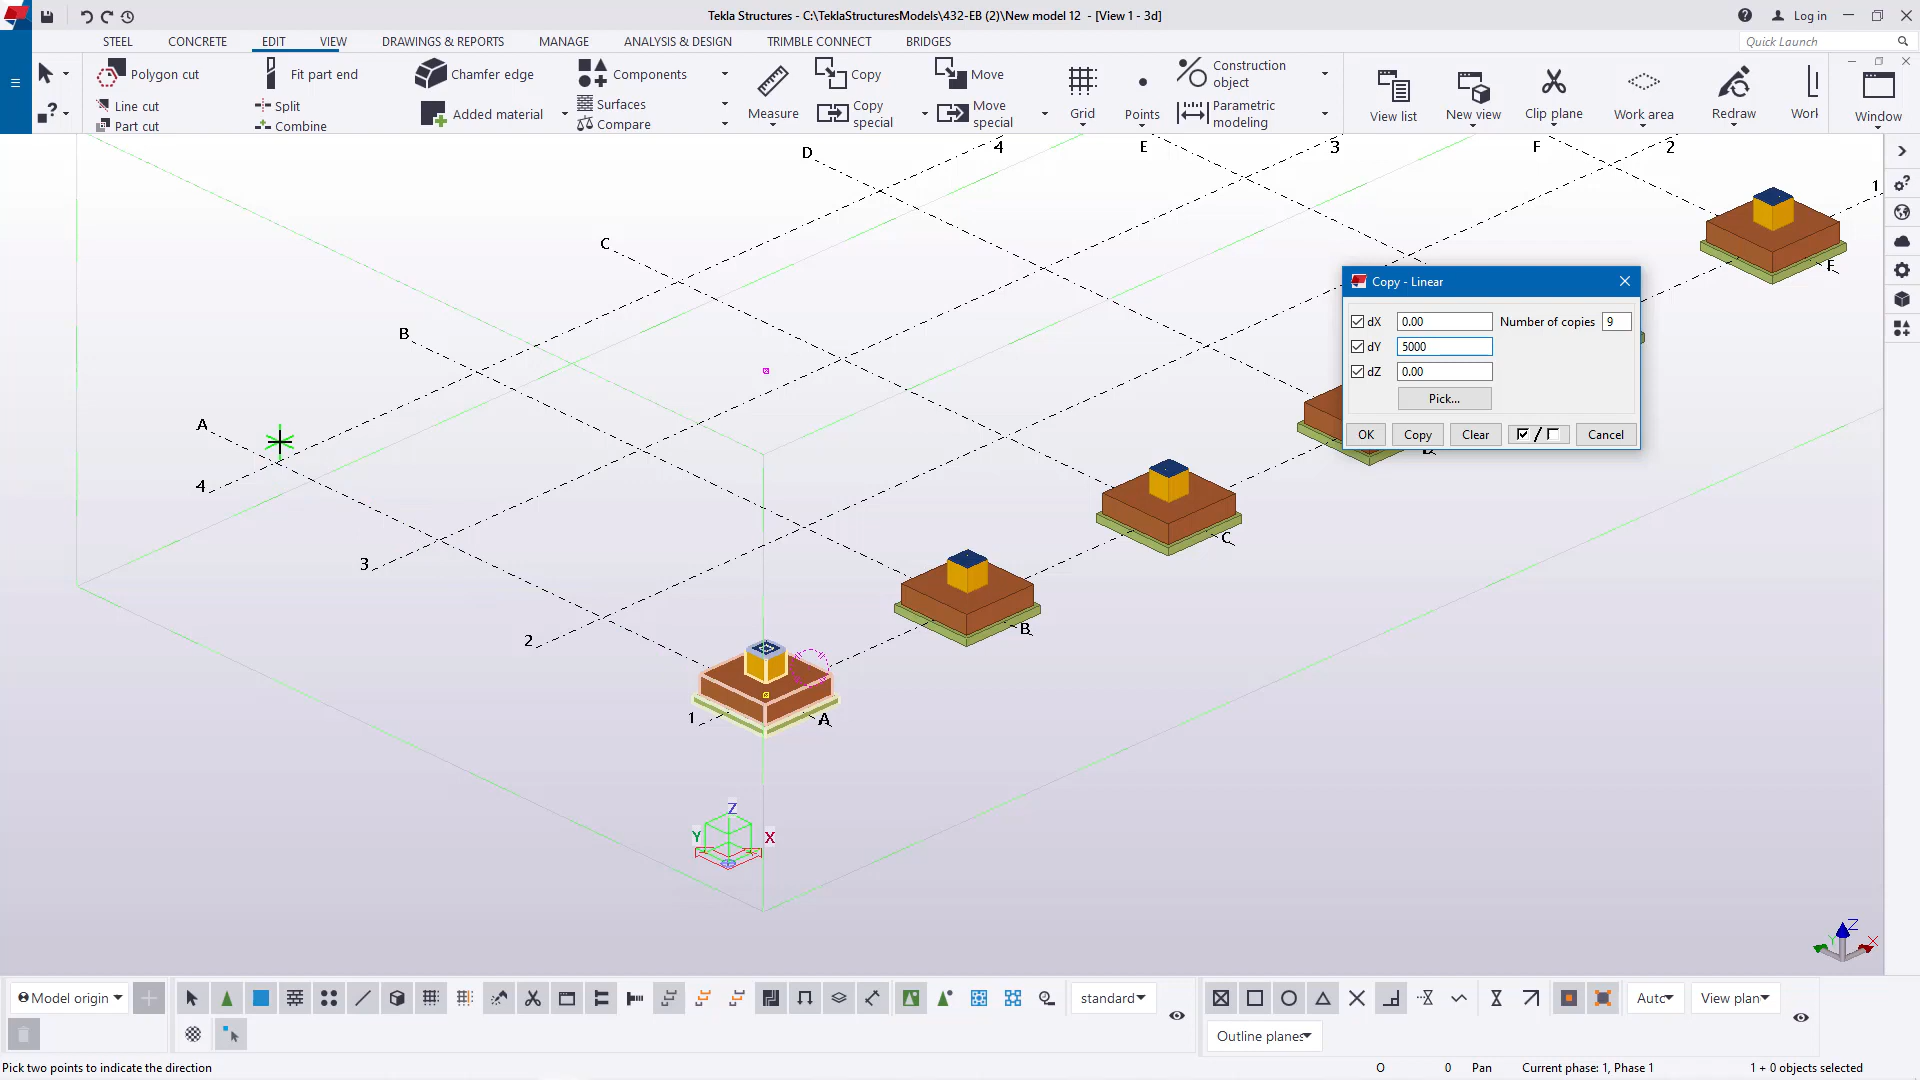 Tekla Structures - C:\TeklaStructuresModels\432-EB (2)\New model 12 - [View 1 - 3d]
Log in
STEEL CONCRETE EDIT VIEW DRAWINGS & REPORTS MANAGE ANALYSIS & DESIGN TRIMBLE CONNECT BRIDGES
Quick Launch
Polygon cut
Line cut
Part cut
Fit part end
Split
Combine
Chamfer edge
Added material
Components
Surfaces
Compare
Measure
Copy
Copy special
Move
Move special
Grid
Points
Construction object
Parametric modeling
View list
New view
Clip plane
Work area
Redraw
Worl
Window
D
4
E
3
F
2
1
C
B
A
4
3
2
1
A
B
C
D
F
Copy - Linear
dX 0.00 Number of copies 9
dY 5000
dZ 0.00
Pick...
OK Copy Clear / Cancel
Z
Y X
Z
Y X
Model origin
standard
Auto
View plan
Outline planes
Pick two points to indicate the direction
O 0 Pan Current phase: 1, Phase 1 1 + 0 objects selected